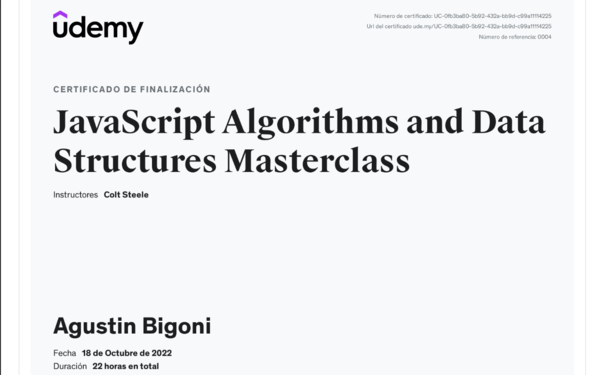 udemy
Número de certificado: UC-0fb3ba80-5b92-432a-bb9d-c99a11114225
Url del certificado ude.my/UC-0fb3ba80-5b92-432a-bb9d-c99a11114225
Número de referencia: 0004
CERTIFICADO DE FINALIZACIÓN
JavaScript Algorithms and Data
Structures Masterclass
Instructores Colt Steele
Agustin Bigoni
Fecha 18 de Octubre de 2022
Duración 22 horas en total